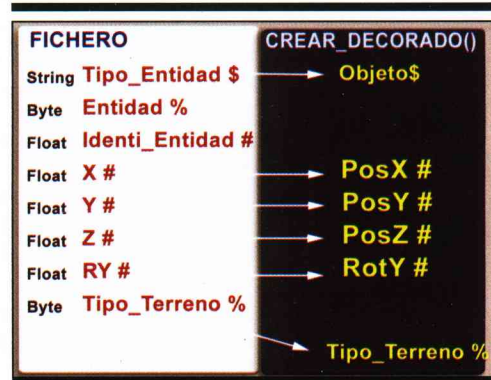 FICHERO CREAR_DECORADO()
String Tipo_Entidad $ Objeto$
Byte Entidad %
Float Identi_Entidad #
Float X # PosX #
Float Y # PosY #
Float Z # PosZ #
Float RY # RotY #
Byte Tipo_Terreno %
Tipo_Terreno %